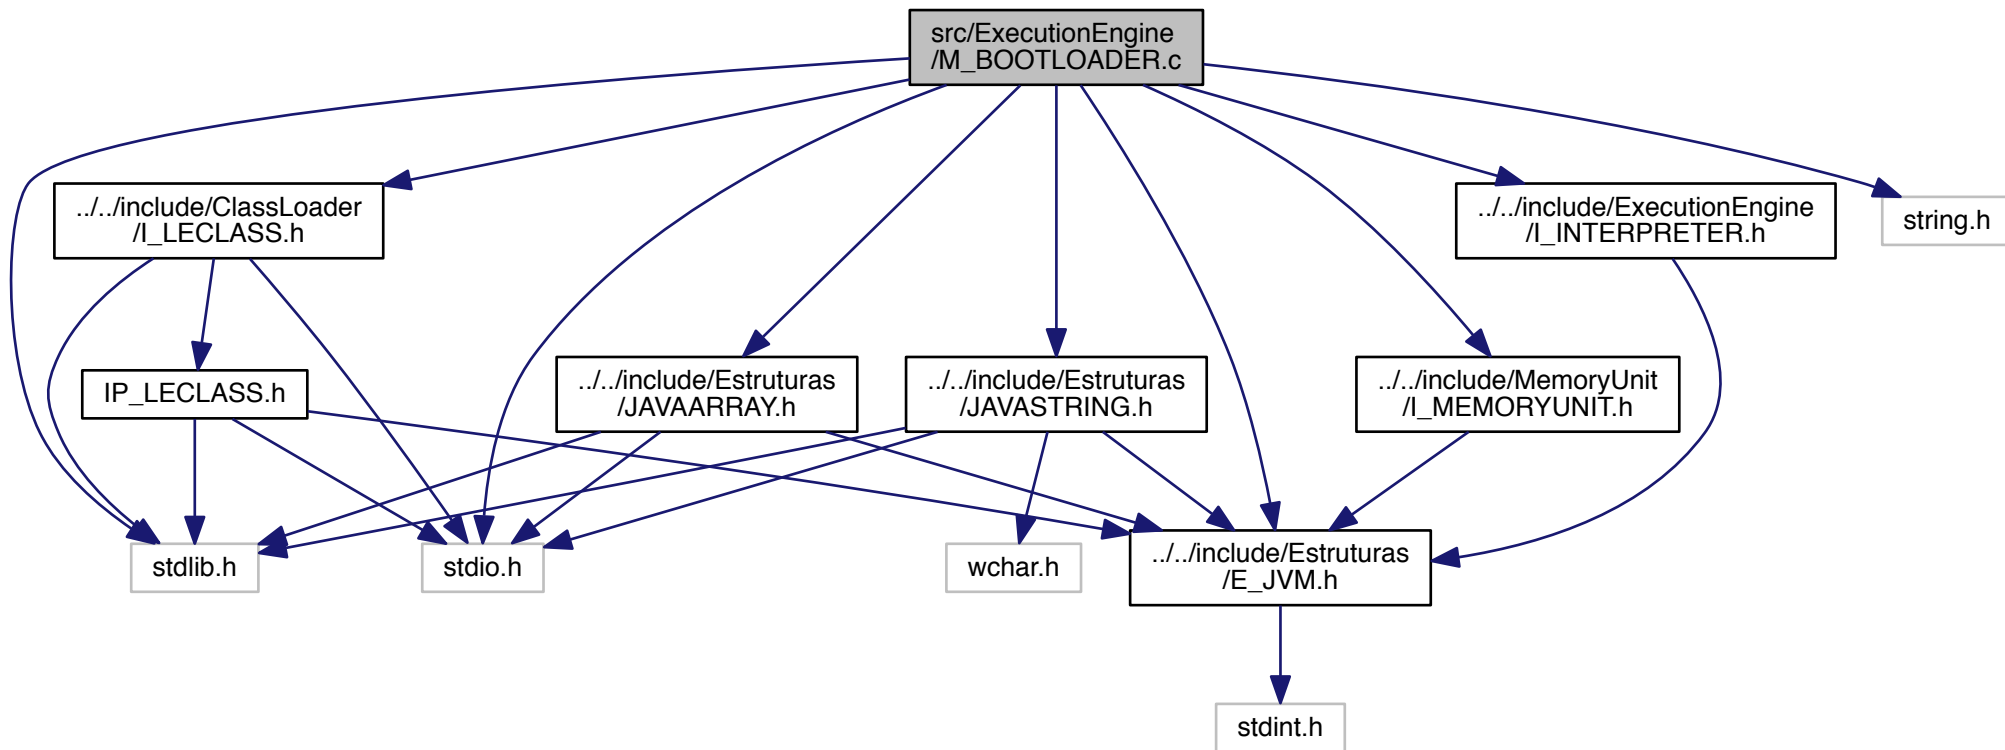 src/ExecutionEngine
/M_BOOTLOADER.c
../../include/ClassLoader
/I_LECLASS.h
../../include/ExecutionEngine
/I_INTERPRETER.h
string.h
IP_LECLASS.h
../../include/Estruturas
/JAVAARRAY.h
../../include/Estruturas
/JAVASTRING.h
../../include/MemoryUnit
/I_MEMORYUNIT.h
stdlib.h
stdio.h
wchar.h
../../include/Estruturas
/E_JVM.h
stdint.h